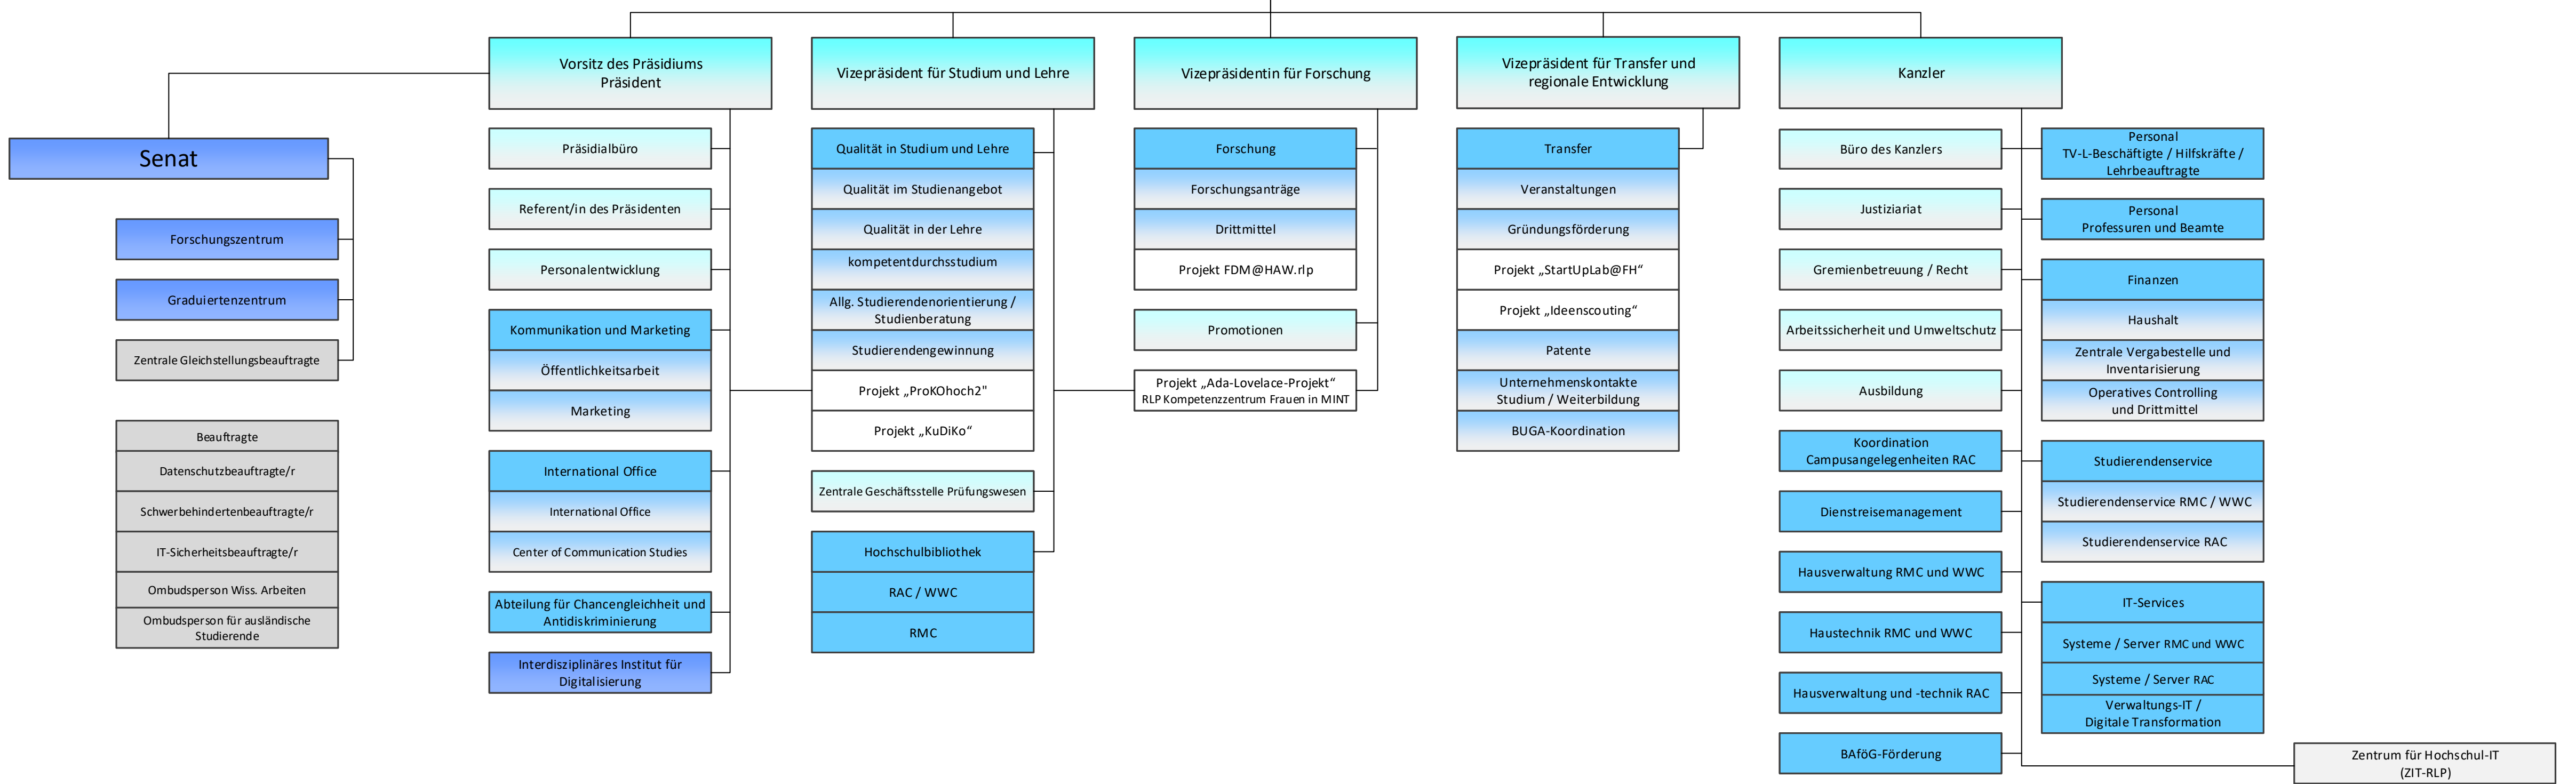 Vorsitz des Präsidiums
Präsident
Vizepräsident für Studium und Lehre
Vizepräsidentin für Forschung
Vizepräsident für Transfer und
regionale Entwicklung
Kanzler
Senat
Forschungszentrum
Graduiertenzentrum
Zentrale Gleichstellungsbeauftragte
Beauftragte
Datenschutzbeauftragte/r
Schwerbehindertenbeauftragte/r
IT-Sicherheitsbeauftragte/r
Ombudsperson Wiss. Arbeiten
Ombudsperson für ausländische
Studierende
Präsidialbüro
Referent/in des Präsidenten
Personalentwicklung
Kommunikation und Marketing
Öffentlichkeitsarbeit
Marketing
International Office
International Office
Center of Communication Studies
Abteilung für Chancengleichheit und
Antidiskriminierung
Interdisziplinäres Institut für
Digitalisierung
Qualität in Studium und Lehre
Qualität im Studienangebot
Qualität in der Lehre
kompetentdurchsstudium
Allg. Studierendenorientierung /
Studienberatung
Studierendengewinnung
Projekt „ProKOhoch2"
Projekt „KuDiKo“
Zentrale Geschäftsstelle Prüfungswesen
Hochschulbibliothek
RAC / WWC
RMC
Forschung
Forschungsanträge
Drittmittel
Projekt FDM@HAW.rlp
Promotionen
Projekt „Ada-Lovelace-Projekt“
RLP Kompetenzzentrum Frauen in MINT
Transfer
Veranstaltungen
Gründungsförderung
Projekt „StartUpLab@FH“
Projekt „Ideenscouting“
Patente
Unternehmenskontakte
Studium / Weiterbildung
BUGA-Koordination
Büro des Kanzlers
Justiziariat
Gremienbetreuung / Recht
Arbeitssicherheit und Umweltschutz
Ausbildung
Koordination
Campusangelegenheiten RAC
Dienstreisemanagement
Hausverwaltung RMC und WWC
Haustechnik RMC und WWC
Hausverwaltung und -technik RAC
BAföG-Förderung
Personal
TV-L-Beschäftigte / Hilfskräfte /
Lehrbeauftragte
Personal
Professuren und Beamte
Finanzen
Haushalt
Zentrale Vergabestelle und
Inventarisierung
Operatives Controlling
und Drittmittel
Studierendenservice
Studierendenservice RMC / WWC
Studierendenservice RAC
IT-Services
Systeme / Server RMC und WWC
Systeme / Server RAC
Verwaltungs-IT /
Digitale Transformation
Zentrum für Hochschul-IT
(ZIT-RLP)